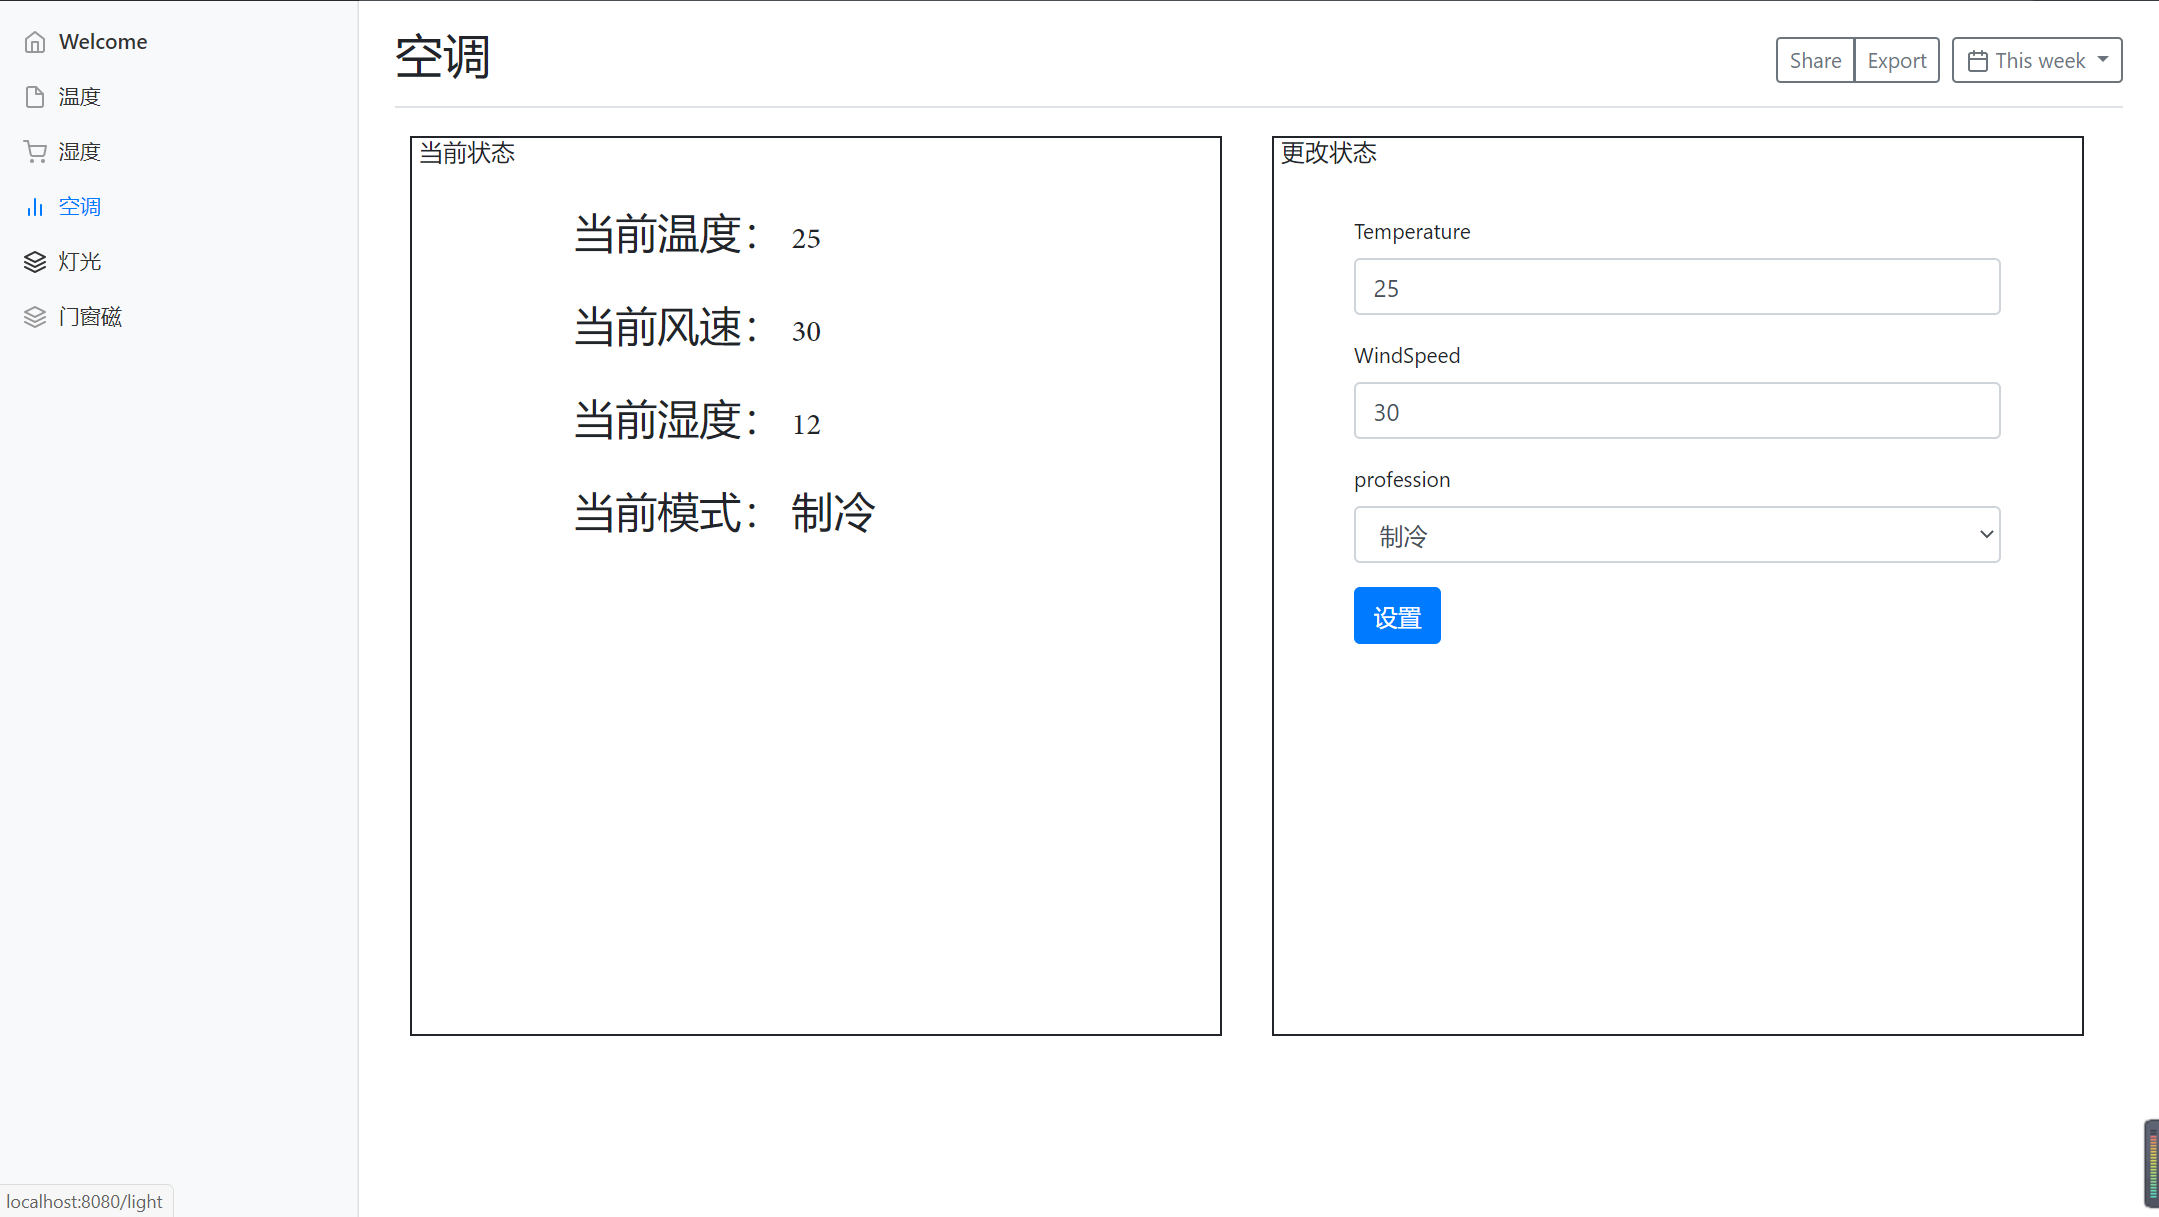 Welcome
温度
湿度
空调
灯光
门窗磁
空调
Share
Export
This week
当前状态
当前温度： 25
当前风速： 30
当前湿度： 12
当前模式： 制冷
更改状态
Temperature
25
WindSpeed
30
profession
制冷
设置
localhost:8080/light